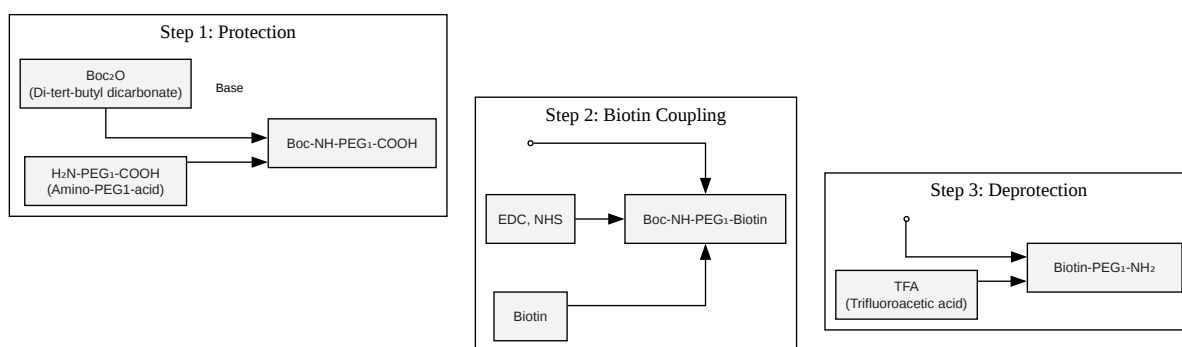 Step 1: Protection
Boc₂O
(Di-tert-butyl dicarbonate)
Base
Boc-NH-PEG₁-COOH
H₂N-PEG₁-COOH
(Amino-PEG1-acid)
Step 2: Biotin Coupling
EDC, NHS
Boc-NH-PEG₁-Biotin
Biotin
Step 3: Deprotection
Biotin-PEG₁-NH₂
TFA
(Trifluoroacetic acid)